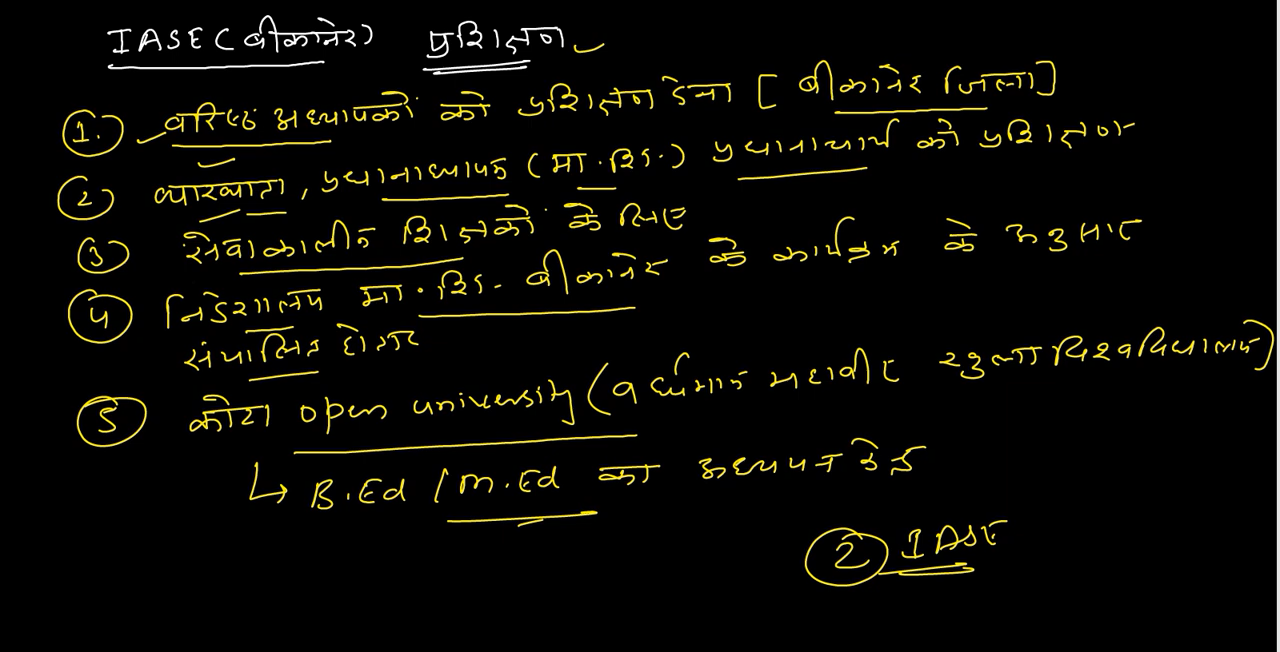 IASE (बीकानेर) प्रशिक्षण
1. वरिष्ठ अध्यापकों को प्रशिक्षण देना [बीकानेर जिला]
2 व्याख्याता, प्रधानाध्यापक (मा. शि.) प्रधानाचार्य को प्रशिक्षण
3 सेवाकालीन शिक्षकों के लिए
4 निदेशालय मा. शि. बीकानेर के कार्यक्रम के अनुसार
संचालित होना
5 कोटा open university (वर्धमान महावीर खुला विश्वविद्यालय)
↳ B.Ed / M.Ed का अध्ययन केन्द्र
2 IASE